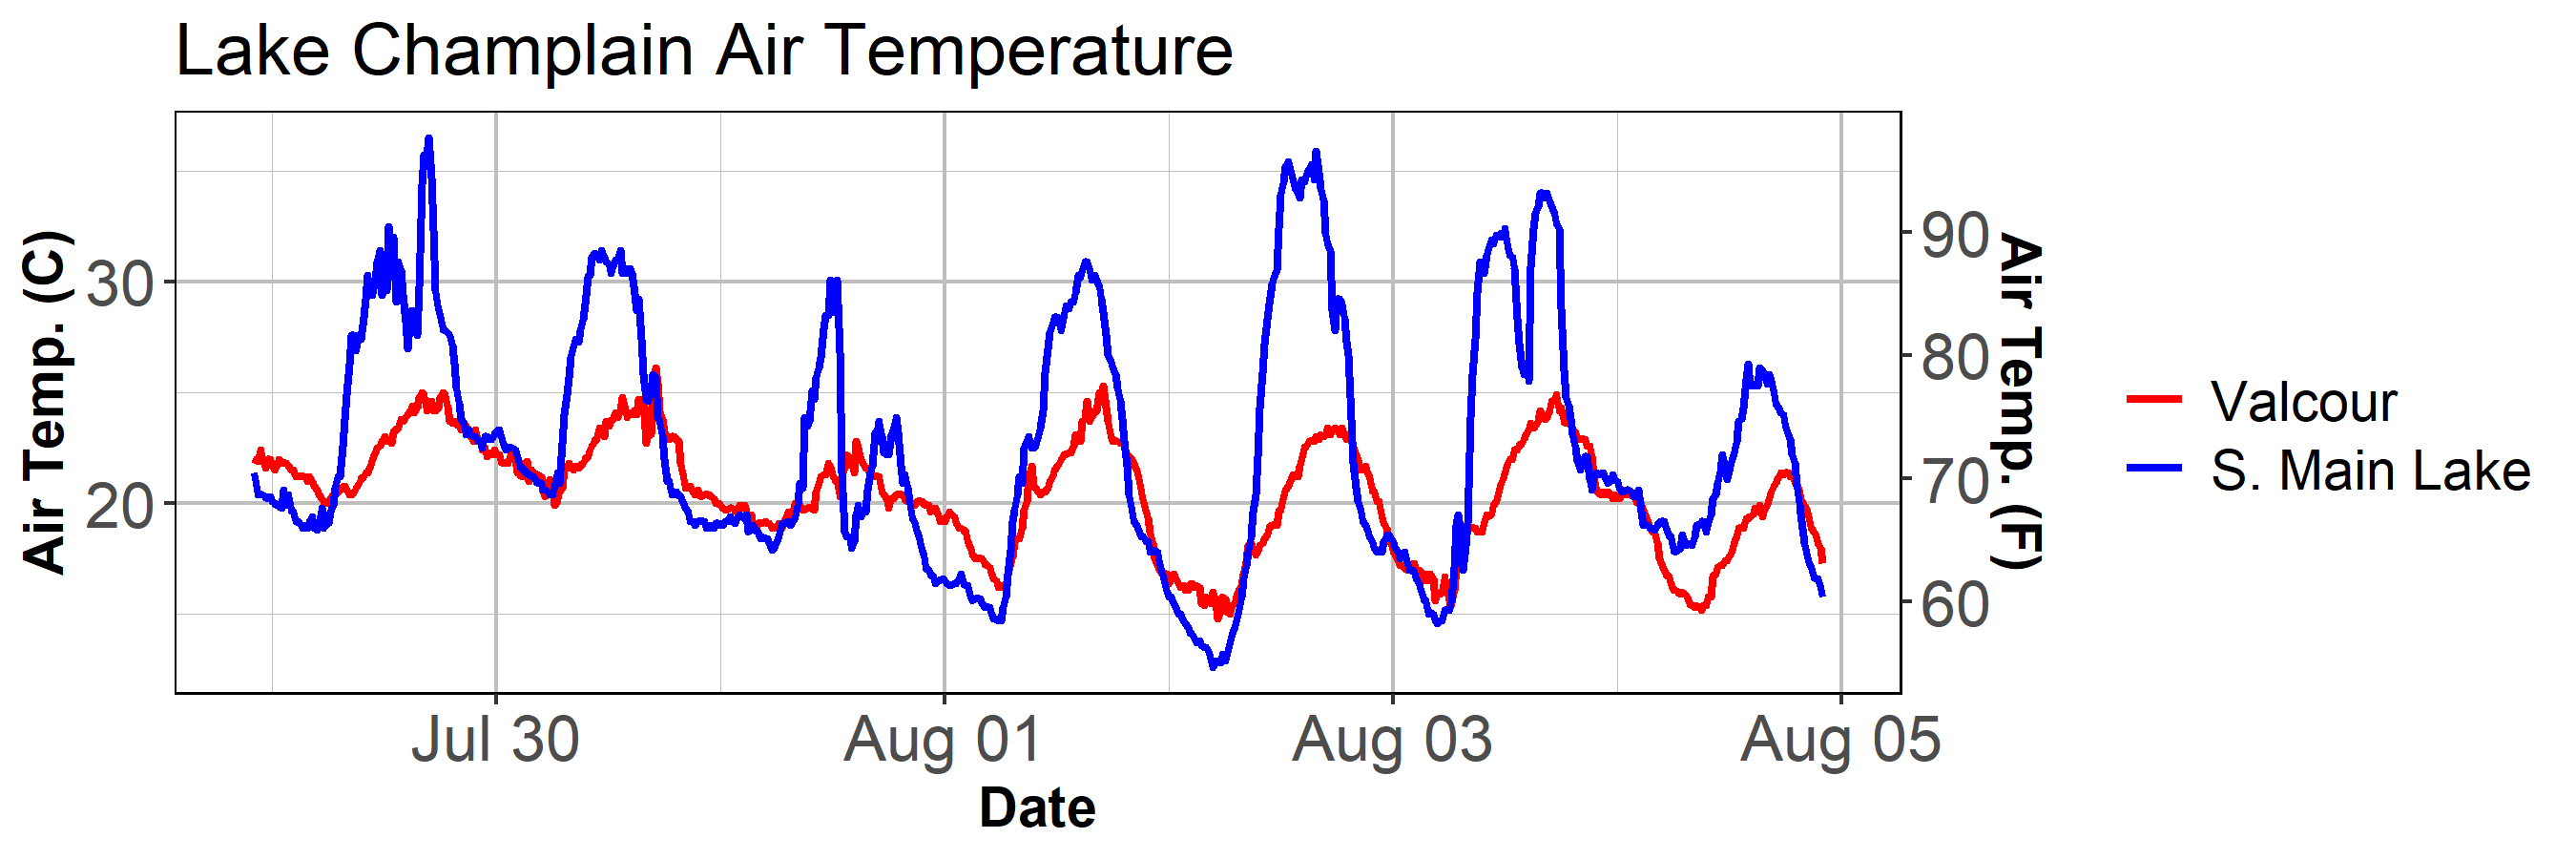 Lake Champlain Air Temperature
Air Temp. (C)
30
20
90
80
70
60
Air Temp. (F)
Jul 30
Aug 01
Aug 03
Aug 05
Date
Valcour
S. Main Lake